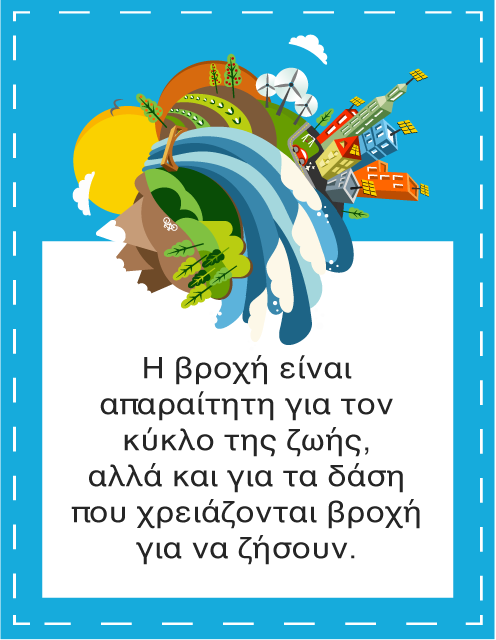 Η βροχή είναι
απαραίτητη για τον
κύκλο της ζωής,
αλλά και για τα δάση
που χρειάζονται βροχή
για να ζήσουν.